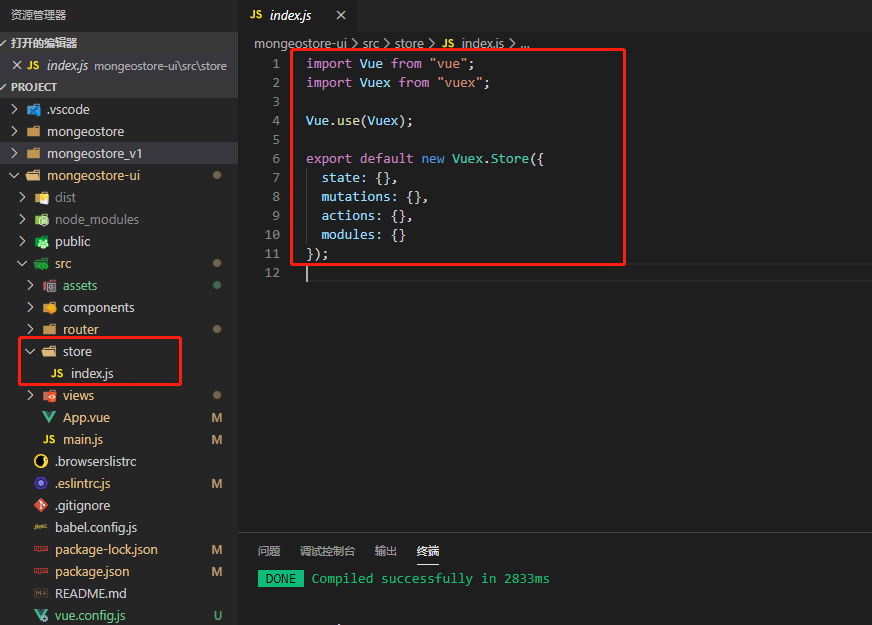 资源管理器
打开的编辑器
JS index.js mongeostore-ui\src\store
PROJECT
.vscode
mongeostore
mongeostore_v1
mongeostore-ui
dist
node_modules
public
src
assets
components
router
store
JS index.js
views
App.vue M
JS main.js M
.browserslistrc
.eslintrc.js M
.gitignore
babel.config.js
package-lock.json M
package.json M
README.md
vue.config.js U
JS index.js
mongeostore-ui > src > store > JS index.js > ...
1 import Vue from "vue";
2 import Vuex from "vuex";
3
4 Vue.use(Vuex);
5
6 export default new Vuex.Store({
7 state: {},
8 mutations: {},
9 actions: {},
10 modules: {}
11 });
12
问题 调试控制台 输出 终端
DONE Compiled successfully in 2833ms